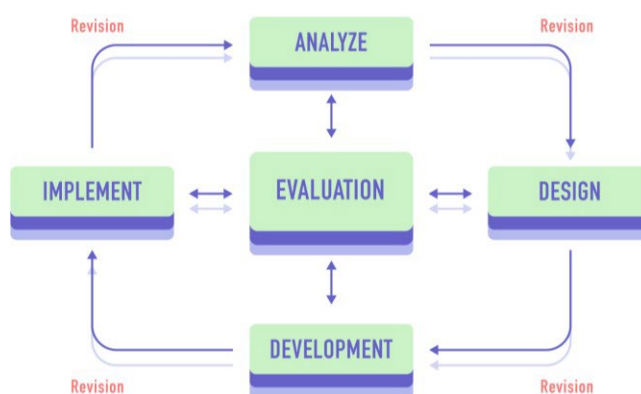 Revision
ANALYZE
Revision
IMPLEMENT
EVALUATION
DESIGN
DEVELOPMENT
Revision
Revision